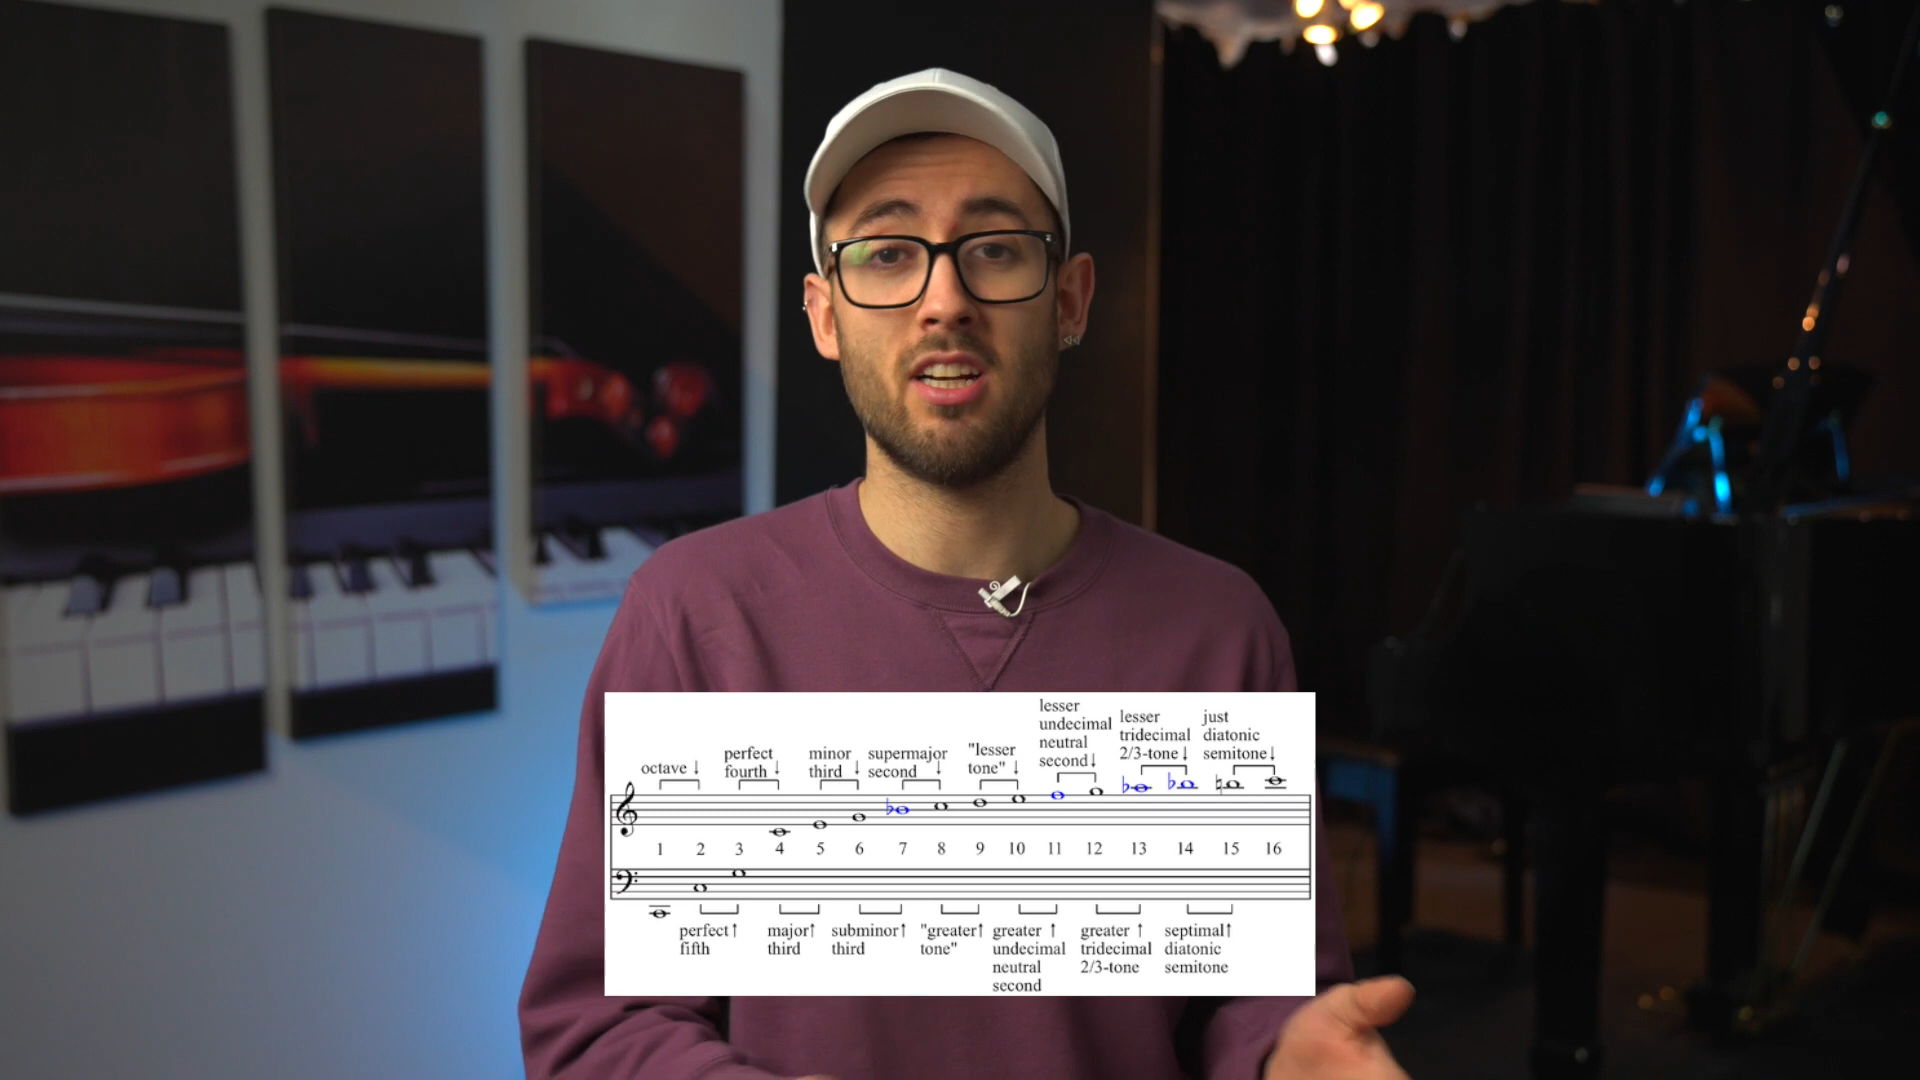 octave ↓
perfect
fourth ↓
minor
third ↓
supermajor
second ↓
"lesser
tone" ↓
lesser
undecimal
neutral
second↓
lesser
tridecimal
2/3-tone↓
just
diatonic
semitone↓
1 2 3 4 5 6 7 8 9 10 11 12 13 14 15 16
perfect↑
fifth
major↑
third
subminor↑
third
"greater↑
tone"
greater ↑
undecimal
neutral
second
greater ↑
tridecimal
2/3-tone
septimal↑
diatonic
semitone